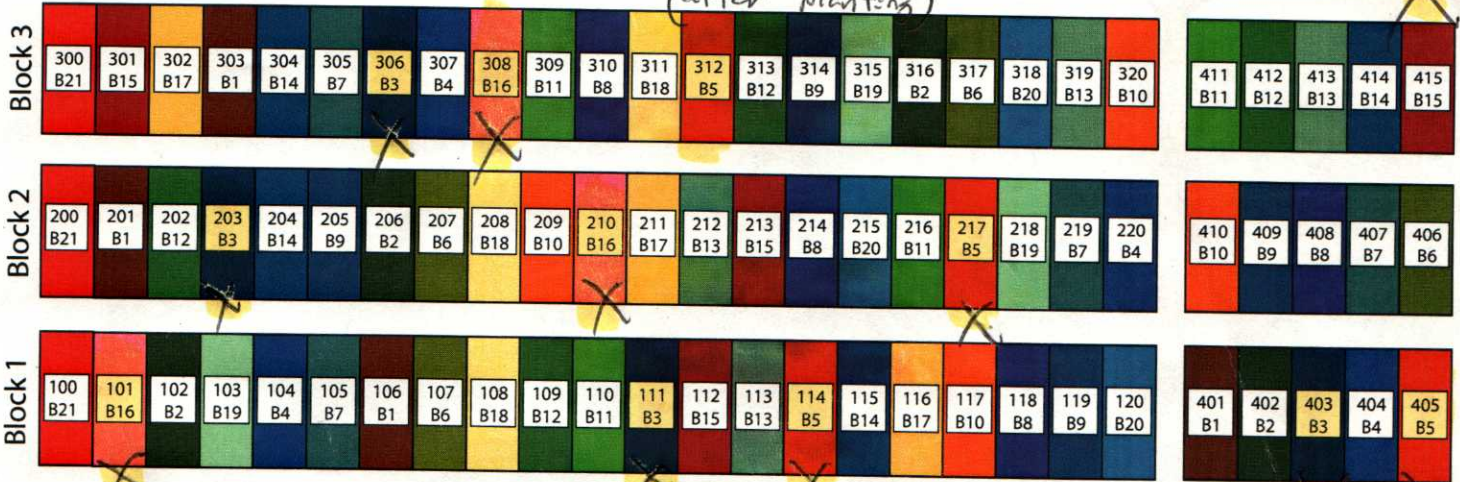 (after planting)
Block 3
300 301 302 303 304 305 306 307 308 309 310 311 312 313 314 315 316 317 318 319 320 411 412 413 414 415
B21 B15 B17 B1 B14 B7 B3 B4 B16 B11 B8 B18 B5 B12 B9 B19 B2 B6 B20 B13 B10 B11 B12 B13 B14 B15
Block 2
200 201 202 203 204 205 206 207 208 209 210 211 212 213 214 215 216 217 218 219 220 410 409 408 407 406
B21 B1 B12 B3 B14 B9 B2 B6 B18 B10 B16 B17 B13 B15 B8 B20 B11 B5 B19 B7 B4 B10 B9 B8 B7 B6
Block 1
100 101 102 103 104 105 106 107 108 109 110 111 112 113 114 115 116 117 118 119 120 401 402 403 404 405
B21 B16 B2 B19 B4 B7 B1 B6 B18 B12 B11 B3 B15 B13 B5 B14 B17 B10 B8 B9 B20 B1 B2 B3 B4 B5